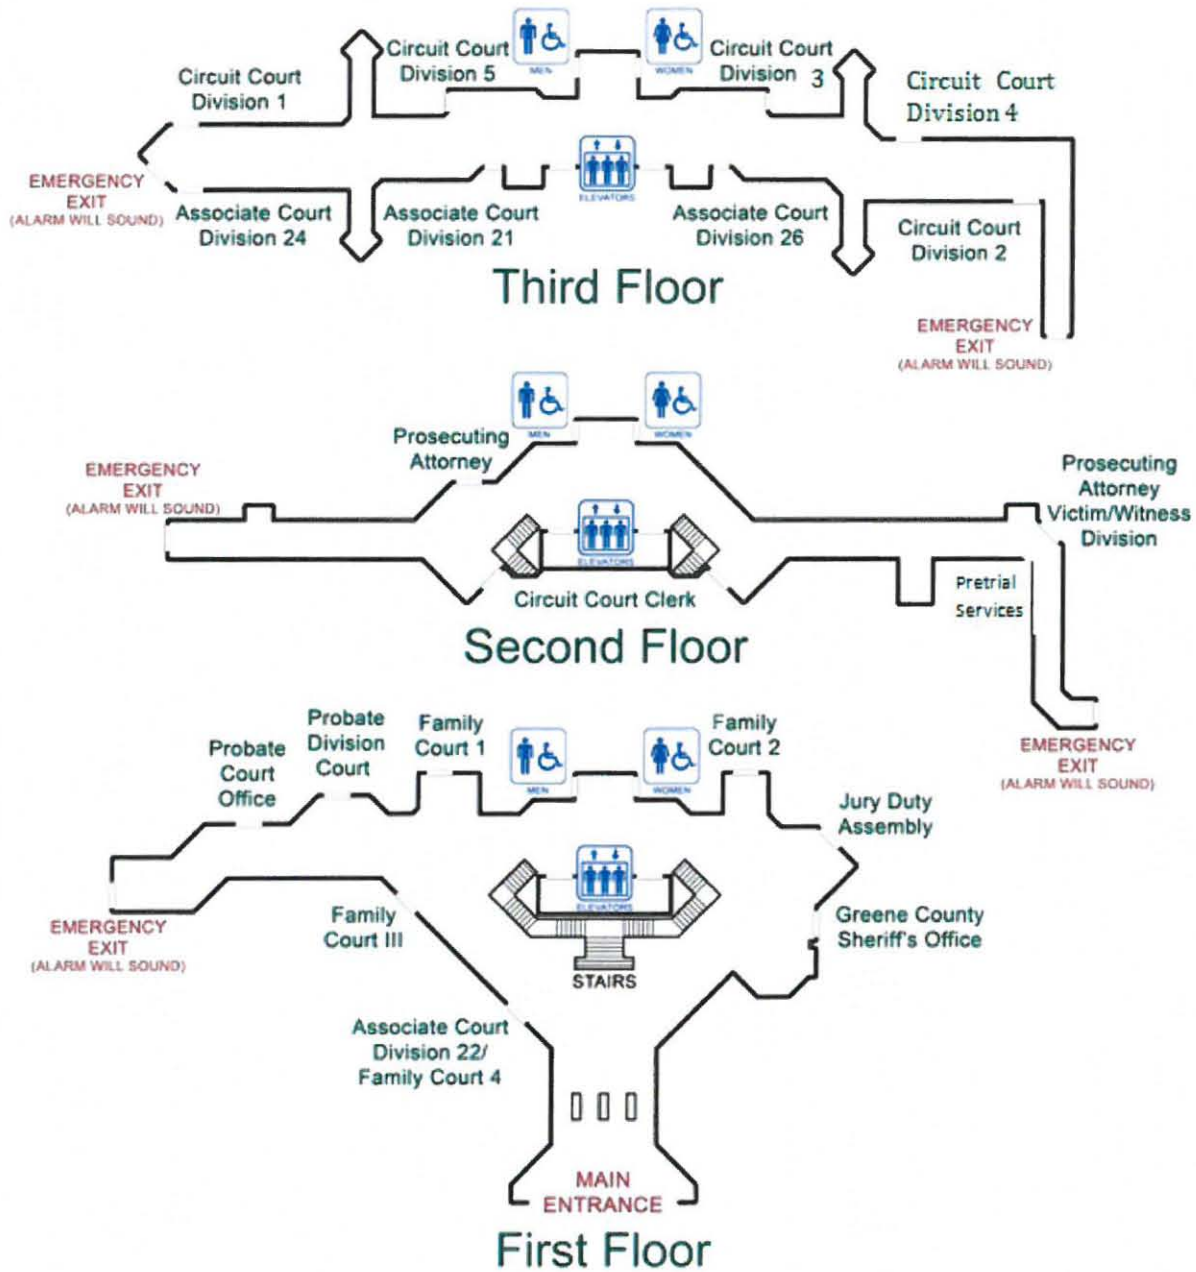 Circuit Court
Division 1
Circuit Court
Division 5
MEN
WOMEN
Circuit Court
Division 3
Circuit Court
Division 4
EMERGENCY
EXIT
(ALARM WILL SOUND)
Associate Court
Division 24
Associate Court
Division 21
ELEVATORS
Associate Court
Division 26
Circuit Court
Division 2
Third Floor
EMERGENCY
EXIT
(ALARM WILL SOUND)
MEN
WOMEN
Prosecuting
Attorney
EMERGENCY
EXIT
(ALARM WILL SOUND)
Prosecuting
Attorney
Victim/Witness
Division
ELEVATORS
Circuit Court Clerk
Pretrial
Services
Second Floor
EMERGENCY
EXIT
(ALARM WILL SOUND)
Probate
Court
Office
Probate
Division
Court
Family
Court 1
MEN
WOMEN
Family
Court 2
Jury Duty
Assembly
ELEVATORS
EMERGENCY
EXIT
(ALARM WILL SOUND)
Family
Court III
Greene County
Sheriff's Office
STAIRS
Associate Court
Division 22/
Family Court 4
MAIN
ENTRANCE
First Floor